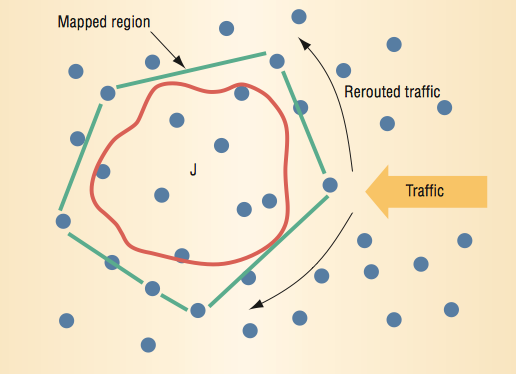 Mapped region
Rerouted traffic
J
Traffic